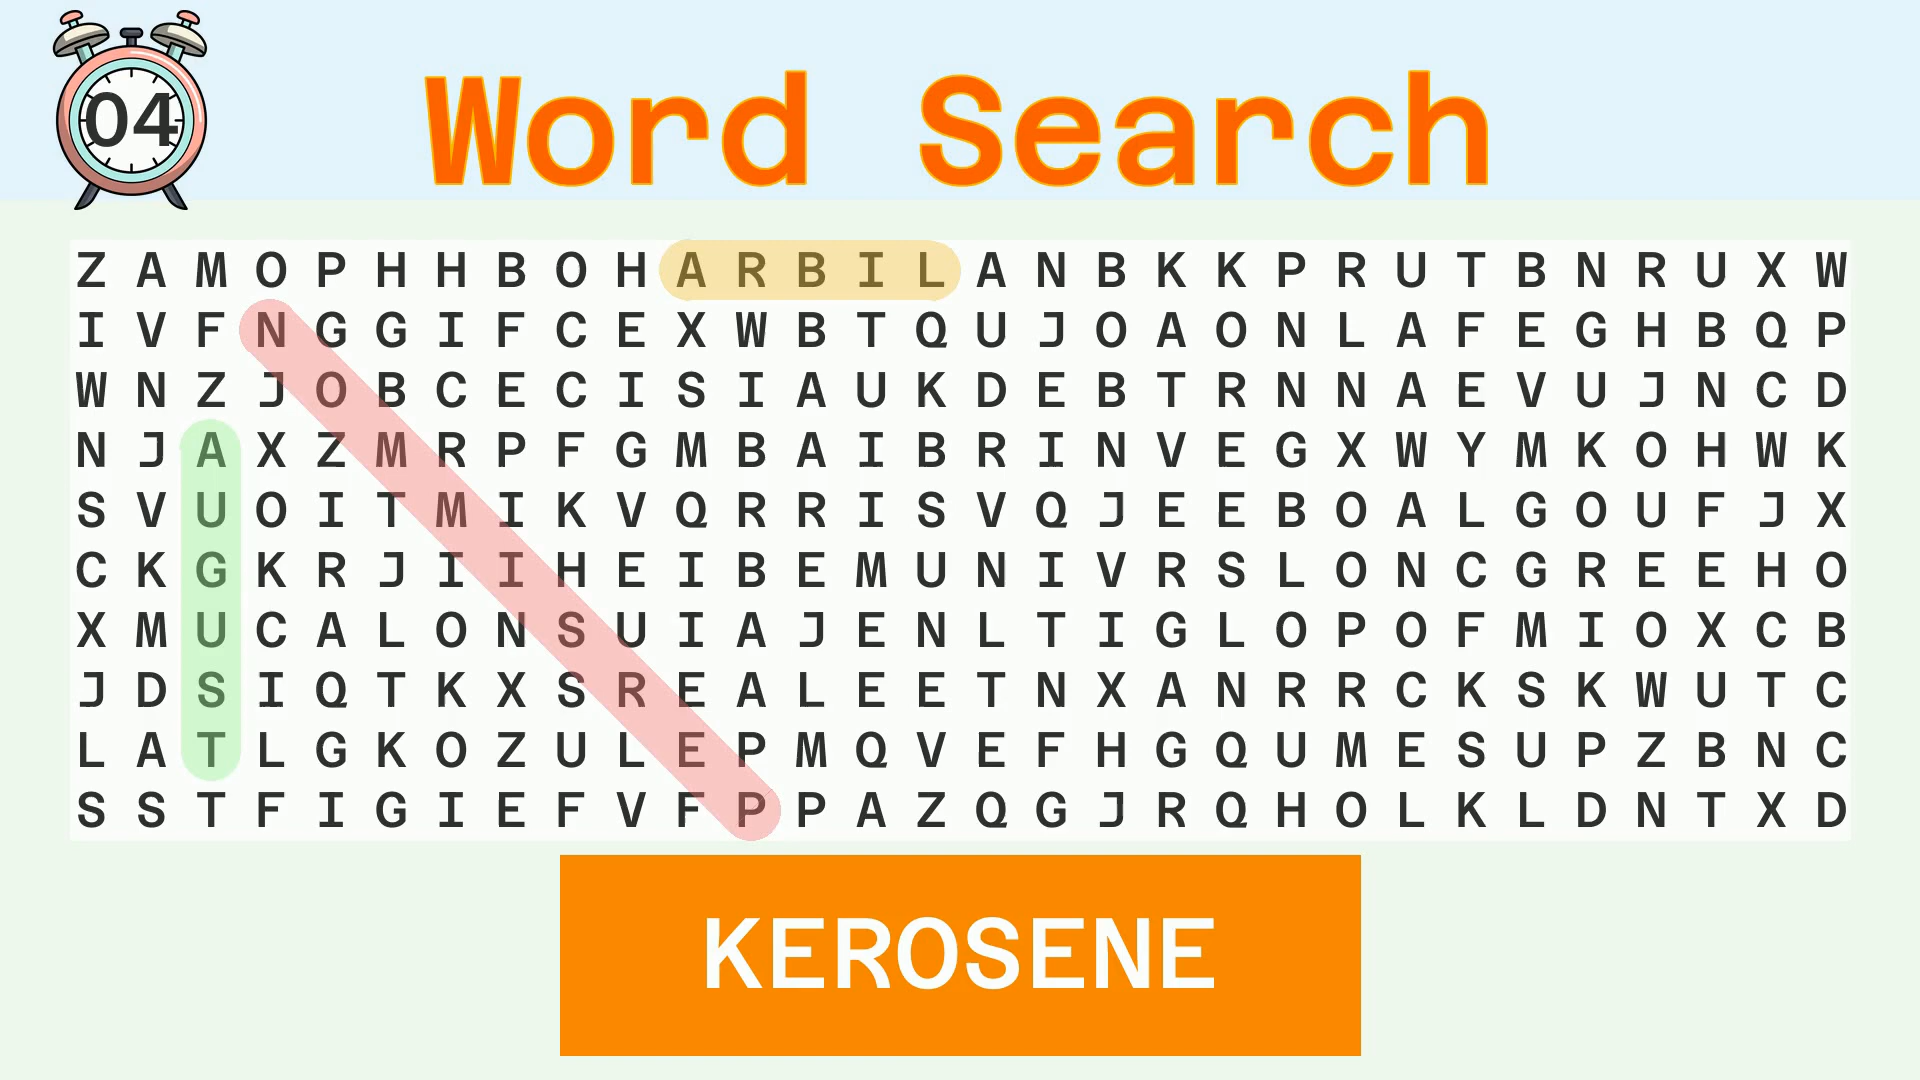 04
Word Search
Z A M O P H H B O H A R B I L A N B K K P R U T B N R U X W
I V F N G G I F C E X W B T Q U J O A O N L A F E G H B Q P
W N Z J O B C E C I S I A U K D E B T R N N A E V U J N C D
N J A X Z M R P F G M B A I B R I N V E G X W Y M K O H W K
S V U O I T M I K V Q R R I S V Q J E E B O A L G O U F J X
C K G K R J I I H E I B E M U N I V R S L O N C G R E E H O
X M U C A L O N S U I A J E N L T I G L O P O F M I O X C B
J D S I Q T K X S R E A L E E T N X A N R R C K S K W U T C
L A T L G K O Z U L E P M Q V E F H G Q U M E S U P Z B N C
S S T F I G I E F V F P P A Z Q G J R Q H O L K L D N T X D
KEROSENE